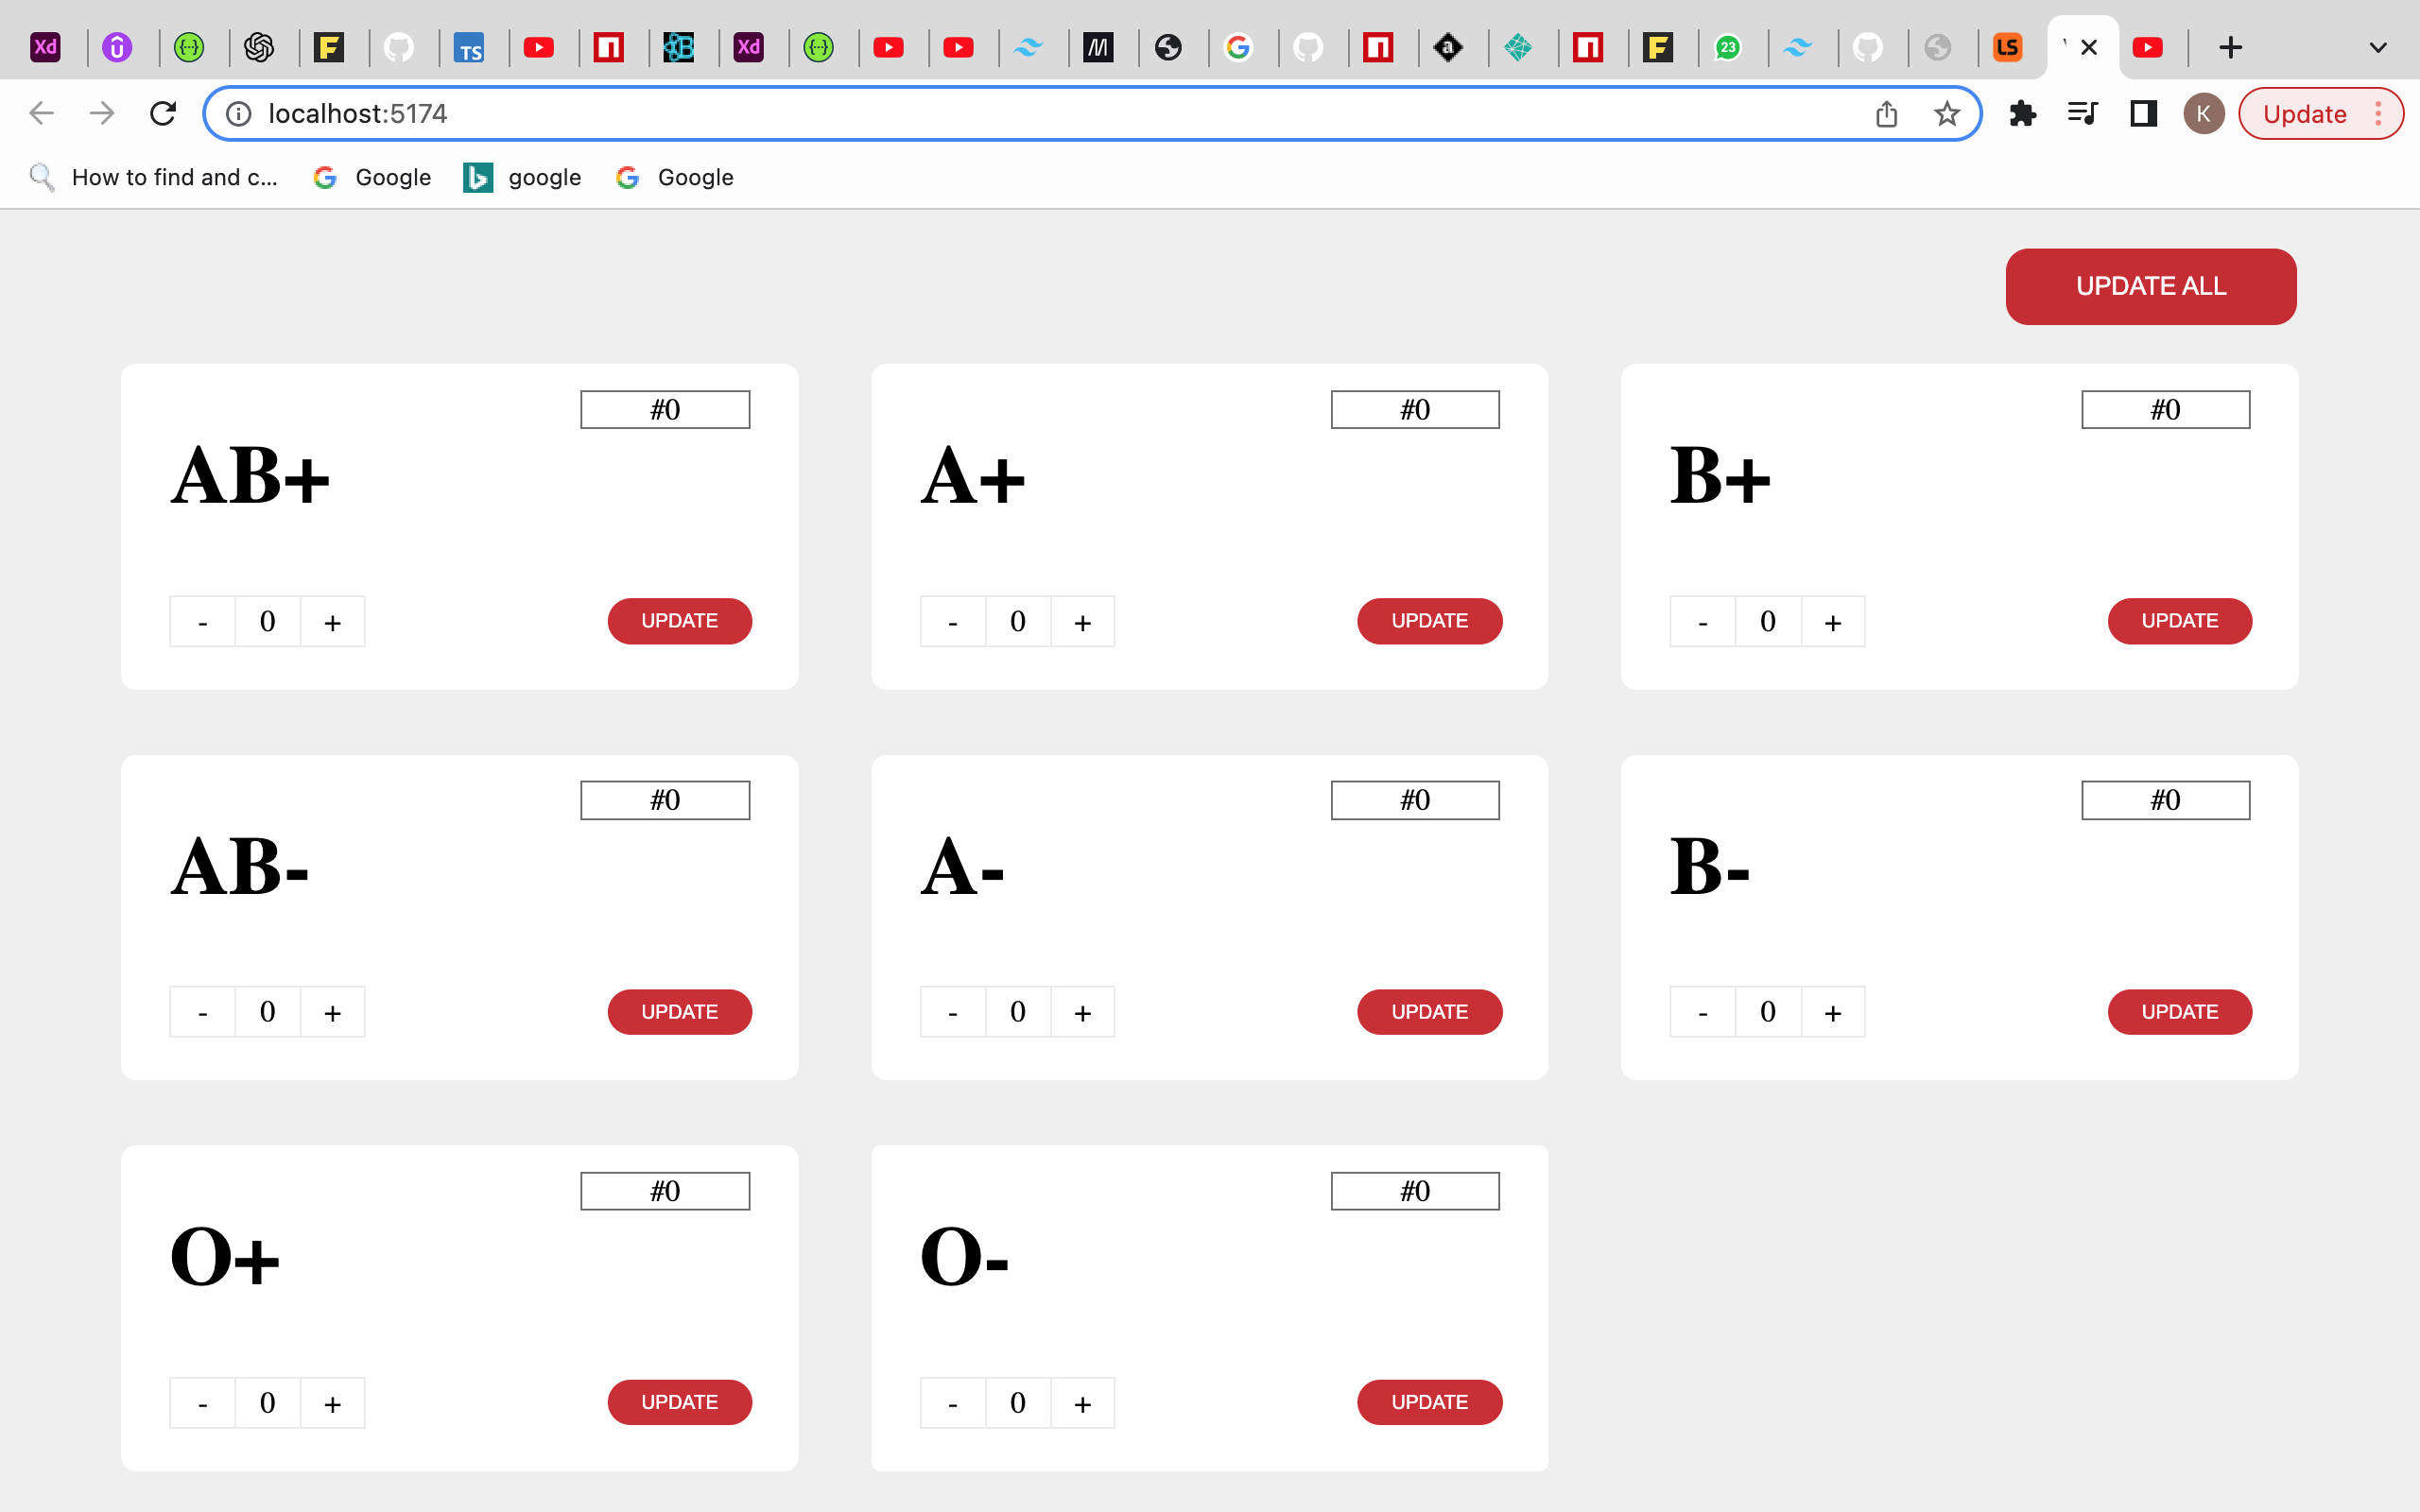 Xd TS Xd 23 LS
localhost:5174
K Update
How to find and c... Google google Google
UPDATE ALL
#0 #0 #0
AB+ A+ B+
- 0 + UPDATE - 0 + UPDATE - 0 + UPDATE
#0 #0 #0
AB- A- B-
- 0 + UPDATE - 0 + UPDATE - 0 + UPDATE
#0 #0
O+ O-
- 0 + UPDATE - 0 + UPDATE